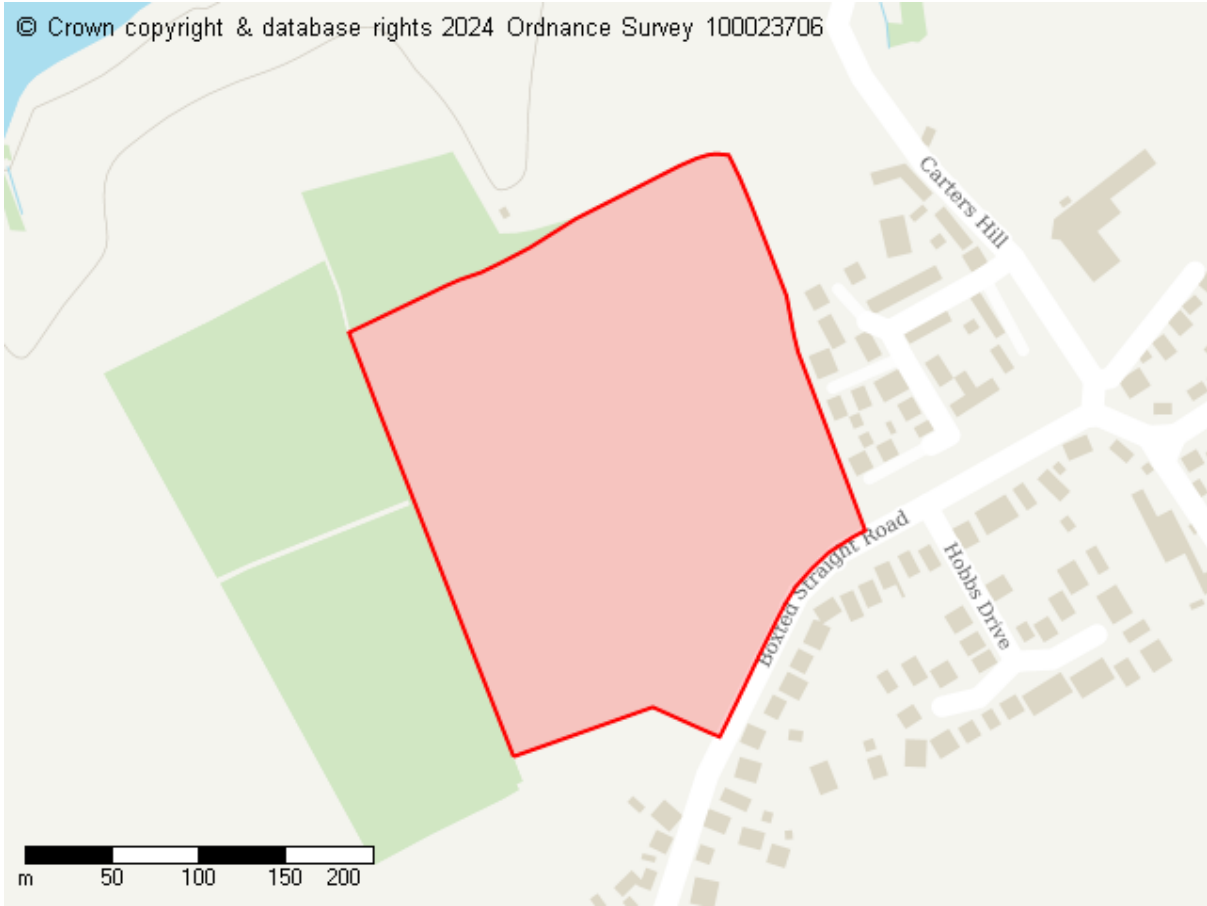 © Crown copyright & database rights 2024 Ordnance Survey 100023706
Carters Hill
Boxted Straight Road
Hobbs Drive
m 50 100 150 200